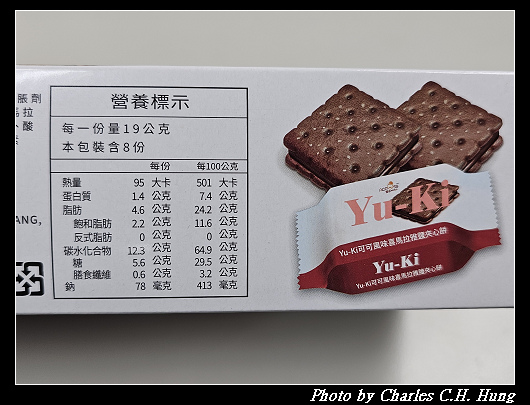 脹劑
馬拉
酸
營養標示
每一份量19公克
本包裝含8份
每份 每100公克
熱量 95 大卡 501 大卡
蛋白質 1.4 公克 7.4 公克
脂肪 4.6 公克 24.2 公克
飽和脂肪 2.2 公克 11.6 公克
反式脂肪 0 公克 0 公克
碳水化合物 12.3 公克 64.9 公克
糖 5.6 公克 29.5 公克
膳食纖維 0.6 公克 3.2 公克
鈉 78 毫克 413 毫克
ANG,
Yu-Ki
Yu-Ki可可風味喜馬拉雅鹽夾心餅
Yu-Ki
Yu-Ki可可風味喜馬拉雅鹽夾心餅
Photo by Charles C.H. Hung